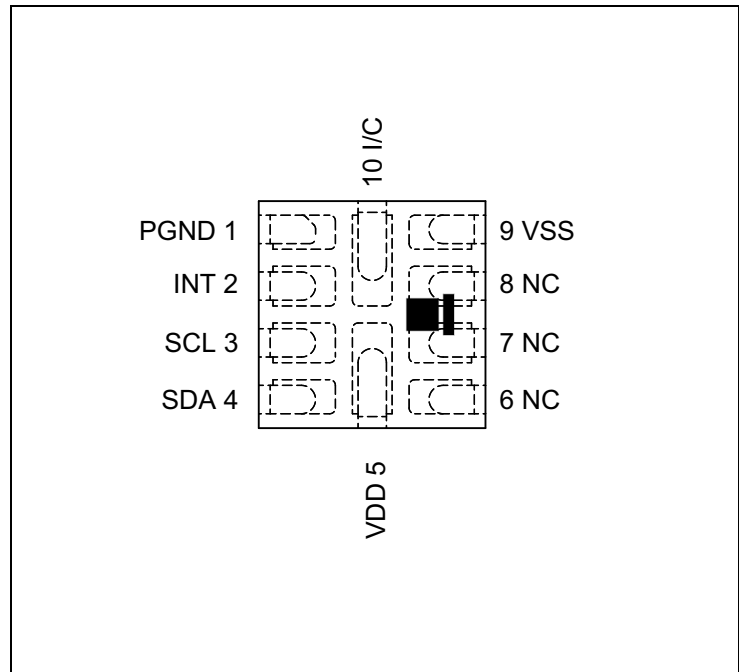 10 I/C
PGND 1
9 VSS
INT 2
8 NC
SCL 3
7 NC
SDA 4
6 NC
VDD 5